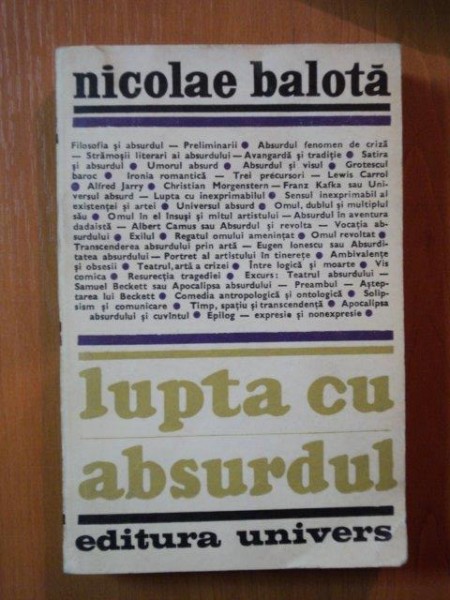 nicolae balotă
Filosofia și absurdul — Preliminarii ● Absurdul fenomen de criză
— Strămoșii literari ai absurdului — Avangardă și tradiție ● Satira
și absurdul ● Umorul absurd ● Absurdul și visul ● Grotescul
baroc ● Ironia romantică — Trei precursori — Lewis Carrol
● Alfred Jarry ● Christian Morgenstern — Franz Kafka sau Uni-
versul absurd — Lupta cu inexprimabilul ● Sensul inexprimabil al
existenței și artei ● Universul absurd ● Omul, dublul și multiplul
său ● Omul în el însuși și mitul artistului — Absurdul în aventura
dadaistă — Albert Camus sau Absurdul și revolta — Vocația ab-
surdului ● Exilul ● Regatul omului amenințat ● Omul revoltat ●
Transcenderea absurdului prin artă — Eugen Ionescu sau Absurdi-
tatea absurdului — Portret al artistului în tinerețe ● Ambivalențe
și obsesii ● Teatrul, artă a crizei ● Între logică și moarte ● Vis
comica ● Resurecția tragediei ● Excurs: Teatrul absurdului —
Samuel Beckett sau Apocalipsa absurdului — Preambul — Aștep-
tarea lui Beckett ● Comedia antropologică și ontologică ● Solip-
sism și comunicare ● Timp, spațiu și transcendență ● Apocalipsa
absurdului și cuvîntul ● Epilog — expresie și nonexpresie ●
lupta cu
absurdul
editura univers